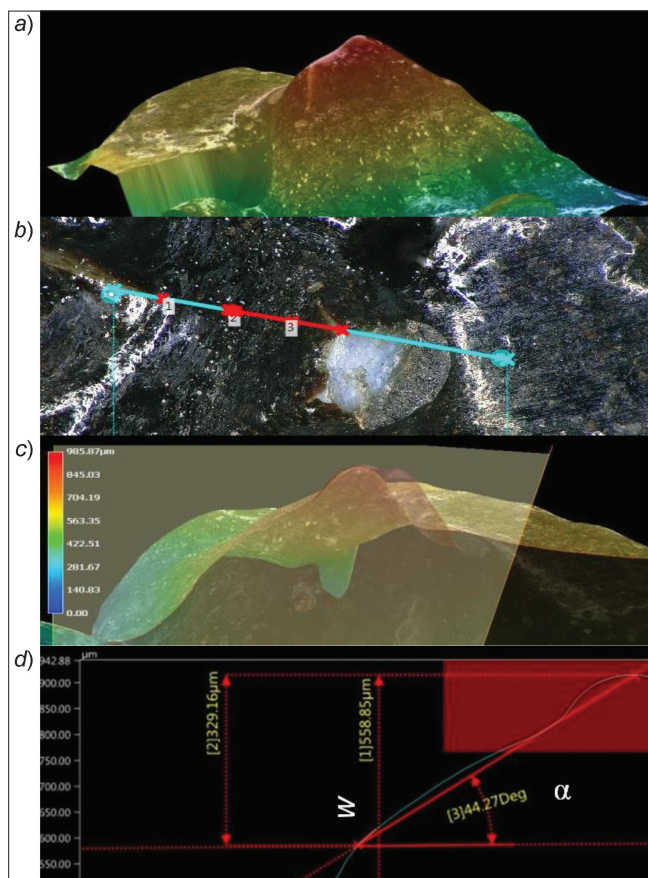 a)
b)
1
2
3
c)
985.87µm
845.03
704.19
563.35
422.51
281.67
140.83
0.00
d)
µm
942.88
900.00
850.00
800.00
750.00
700.00
650.00
600.00
550.00
[2]329.16µm
[1]558.85µm
w
[3]44.27Deg
α